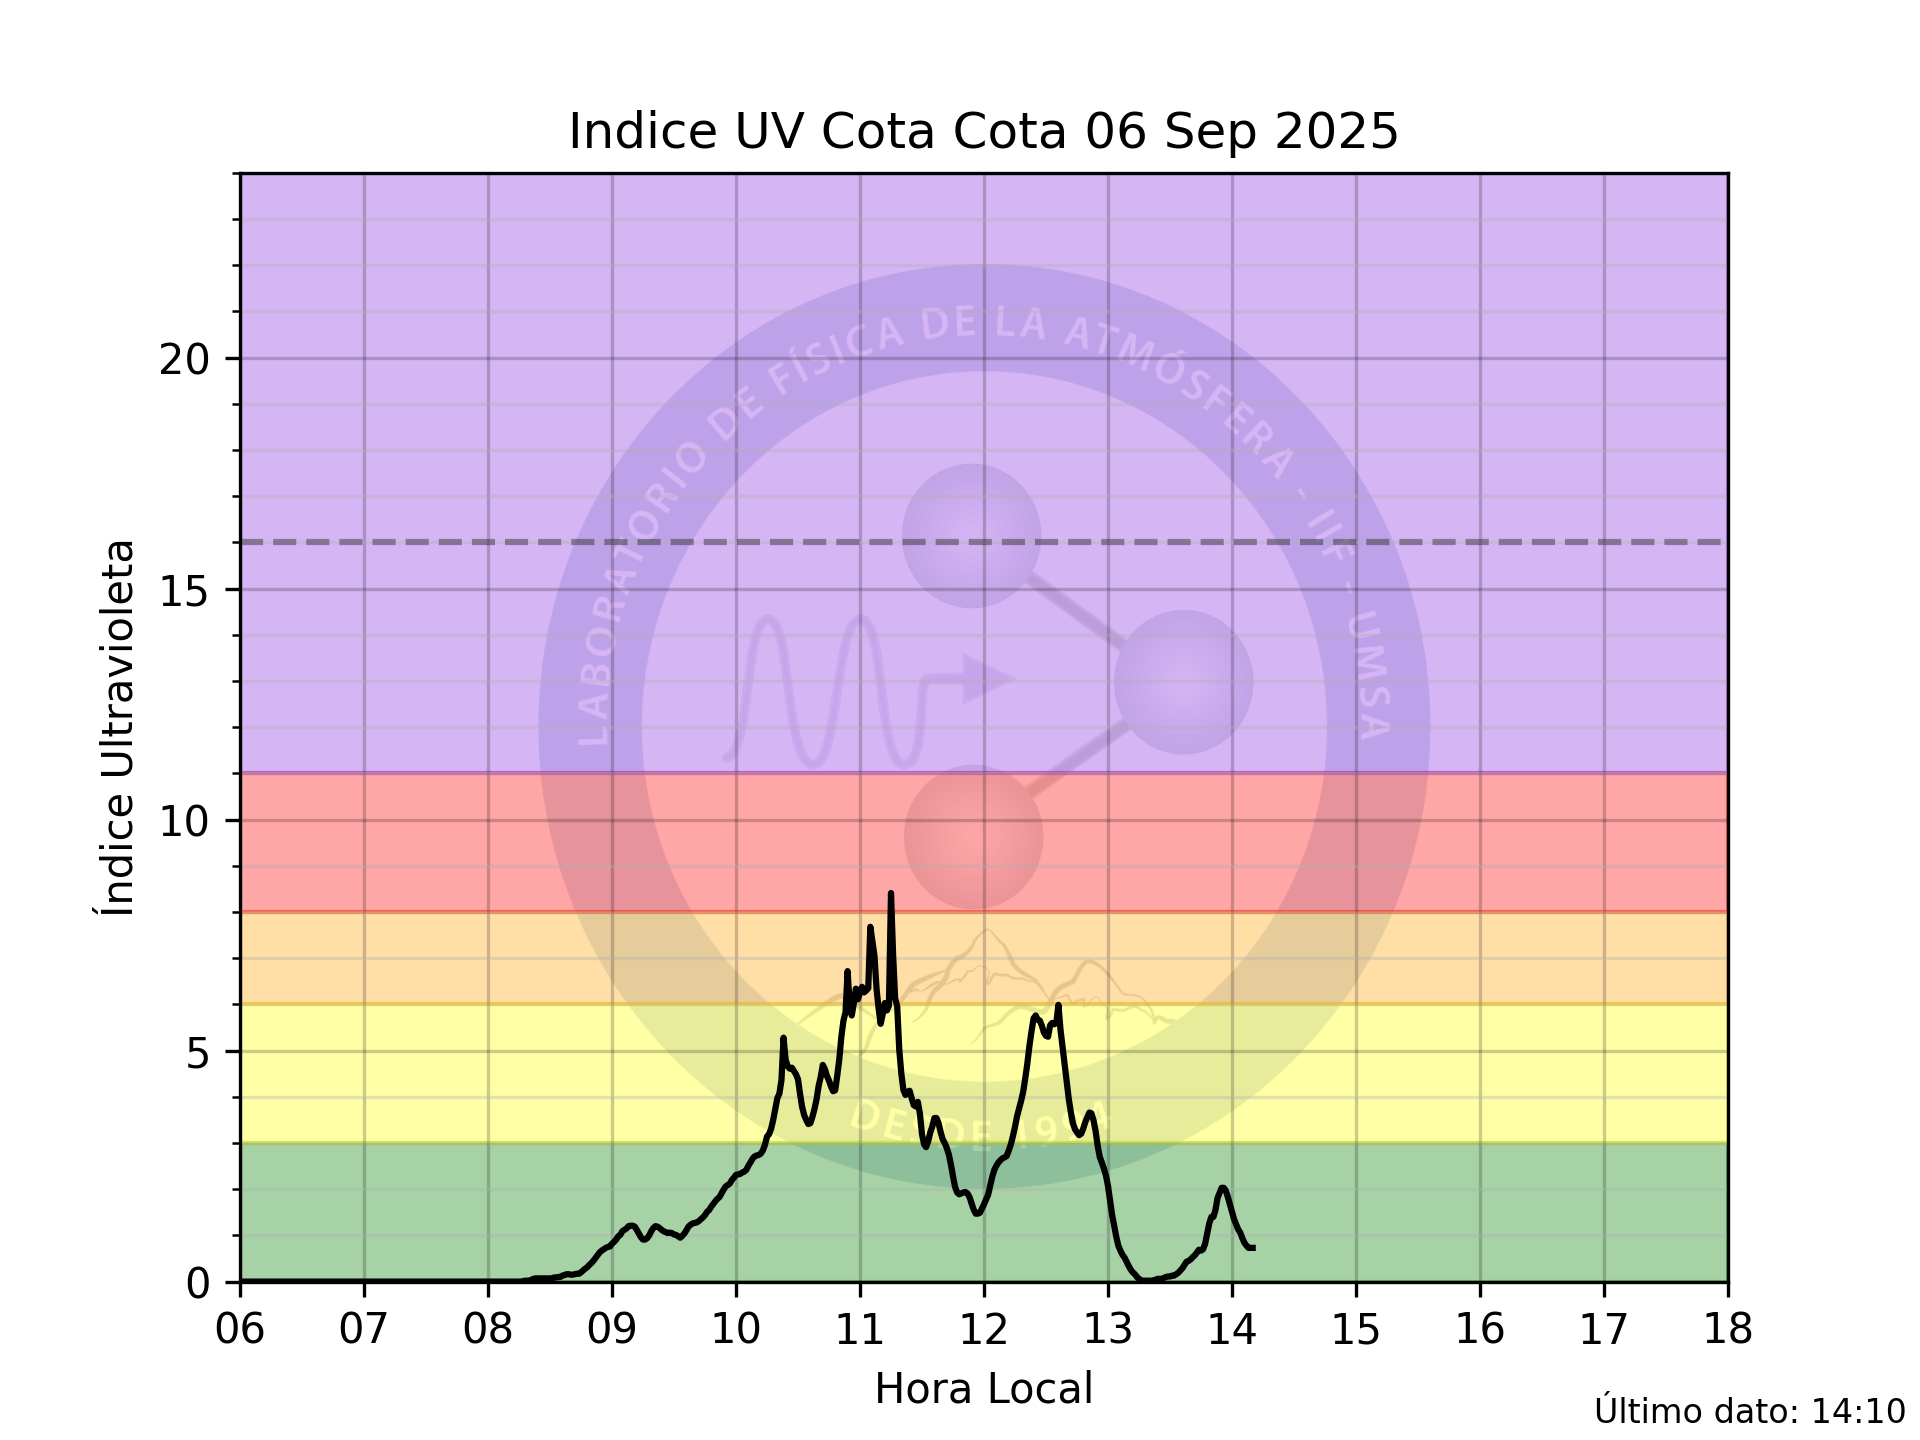 Indice UV Cota Cota 06 Sep 2025
Índice Ultravioleta
20
15
10
5
0
LABORATORIO DE FÍSICA DE LA ATMÓSFERA - IIF - UMSA
DESDE 1994
06 07 08 09 10 11 12 13 14 15 16 17 18
Hora Local
Último dato: 14:10